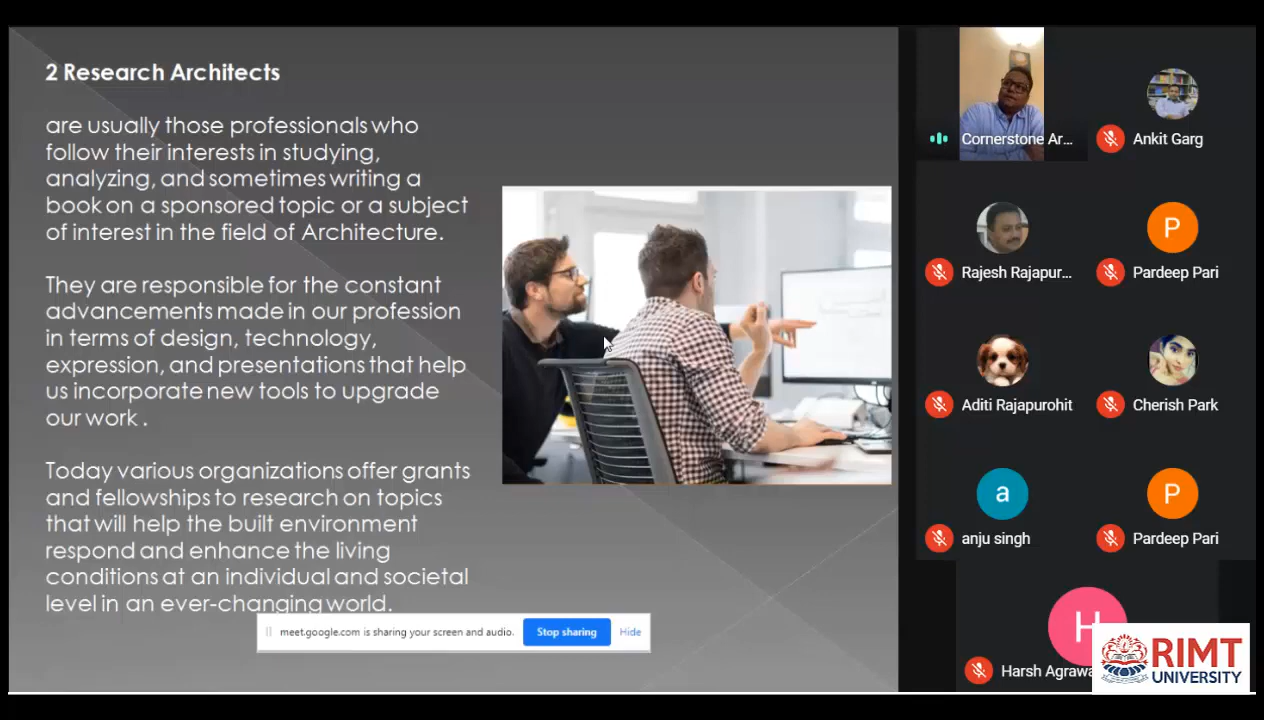 2 Research Architects
are usually those professionals who
follow their interests in studying,
analyzing, and sometimes writing a
book on a sponsored topic or a subject
of interest in the field of Architecture.
They are responsible for the constant
advancements made in our profession
in terms of design, technology,
expression, and presentations that help
us incorporate new tools to upgrade
our work .
Today various organizations offer grants
and fellowships to research on topics
that will help the built environment
respond and enhance the living
conditions at an individual and societal
level in an ever-changing world.
meet.google.com is sharing your screen and audio.
Stop sharing
Hide
Cornerstone Ar...
Ankit Garg
Rajesh Rajapur...
P
Pardeep Pari
Aditi Rajapurohit
Cherish Park
a
anju singh
P
Pardeep Pari
H
Harsh Agrawa
RIMT
UNIVERSITY